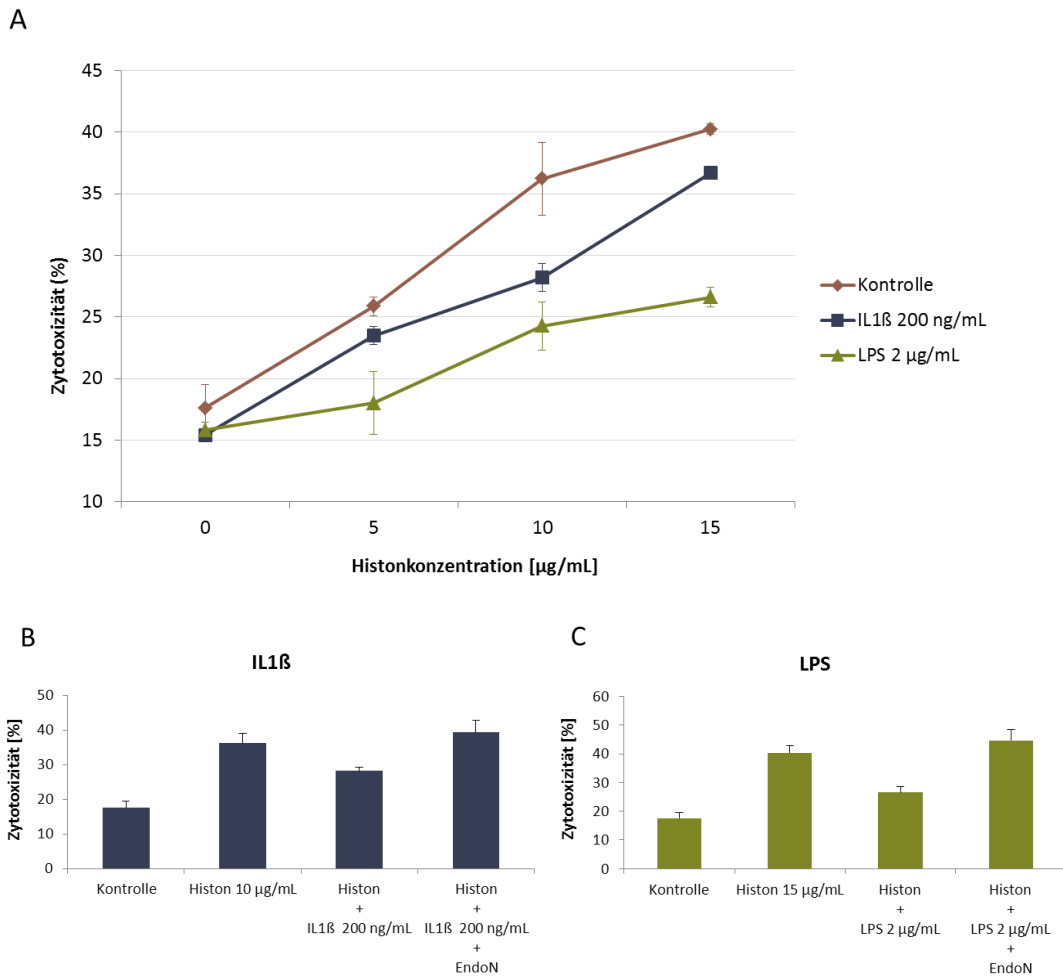 A
45
40
35
30
25
20
15
10
Zytotoxizität (%)
0 5 10 15
Histonkonzentration [µg/mL]
Kontrolle
IL1ß 200 ng/mL
LPS 2 µg/mL
B
IL1ß
50
40
30
20
10
0
Zytotoxizität [%]
Kontrolle
Histon 10 µg/mL
Histon
+
IL1ß 200 ng/mL
Histon
+
IL1ß 200 ng/mL
+
EndoN
C
LPS
60
50
40
30
20
10
0
Zytotoxizität [%]
Kontrolle
Histon 15 µg/mL
Histon
+
LPS 2 µg/mL
Histon
+
LPS 2 µg/mL
+
EndoN